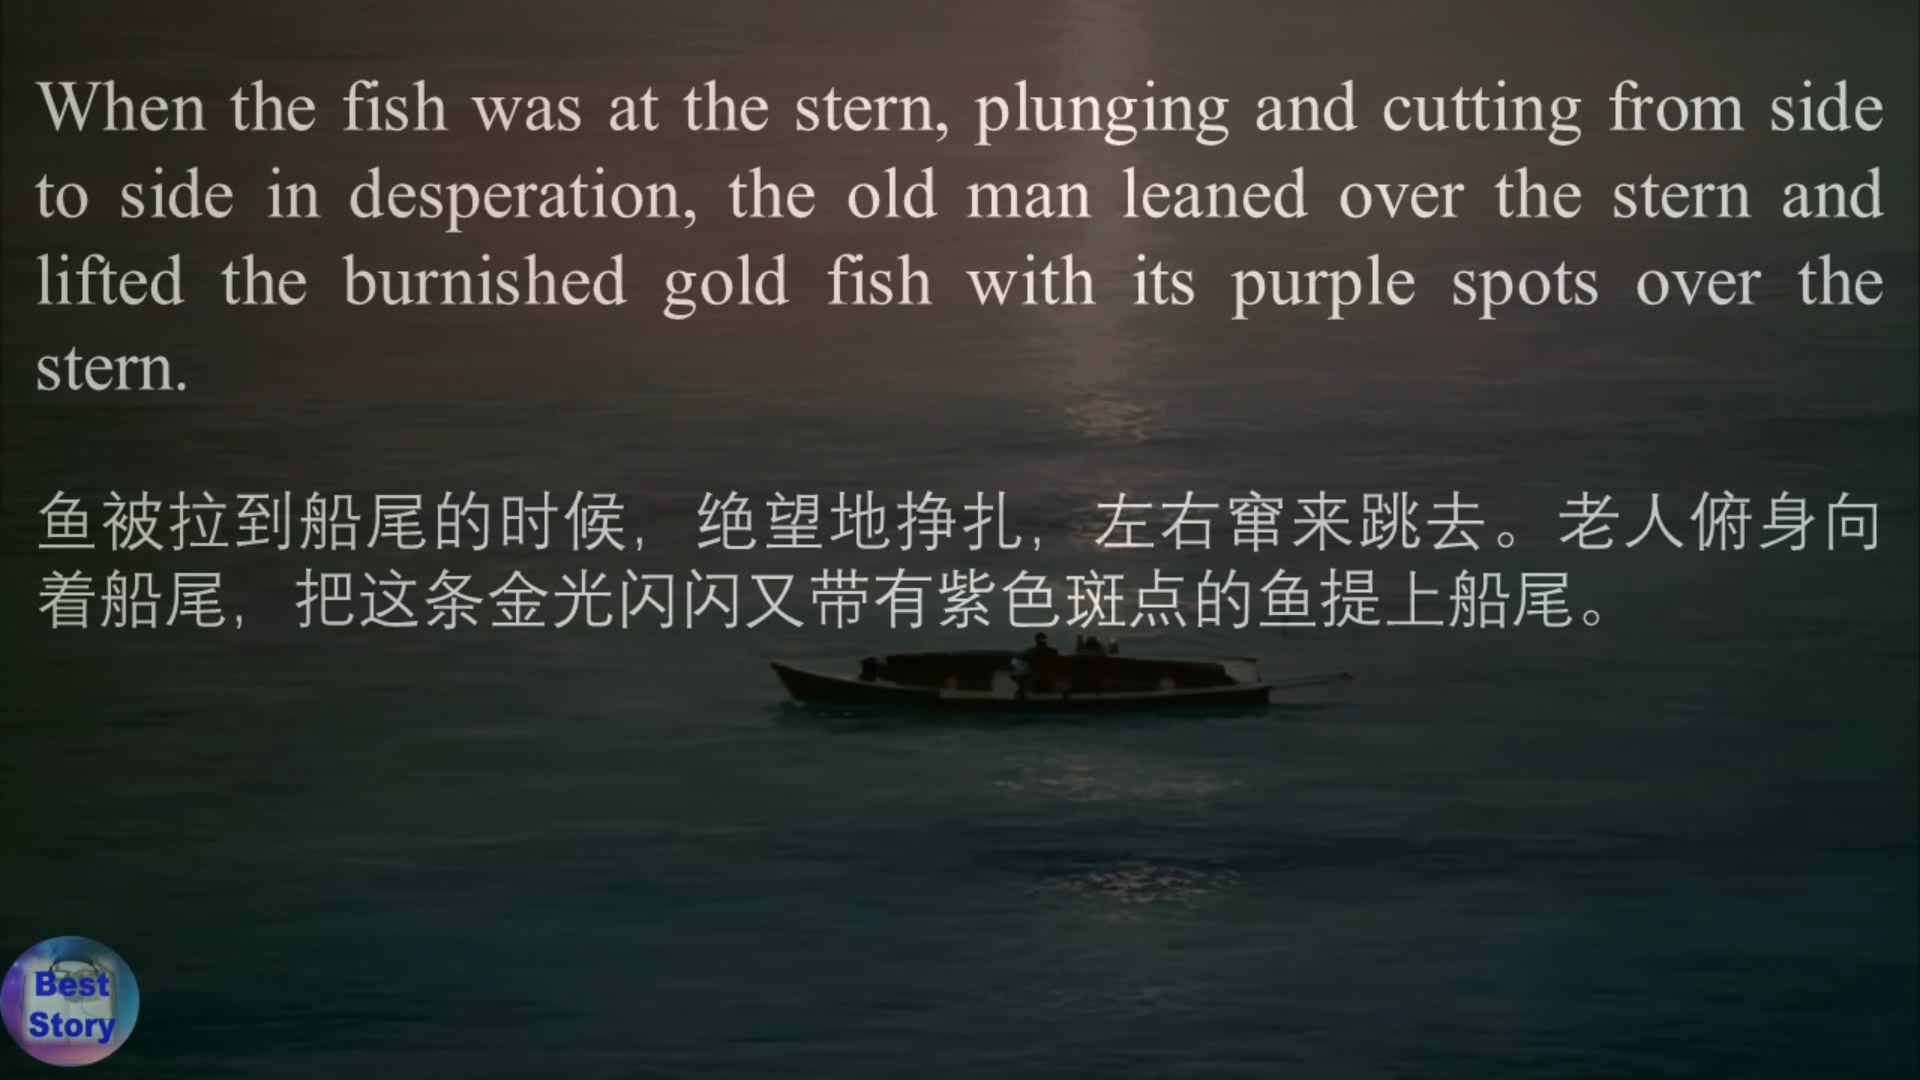 When the fish was at the stern, plunging and cutting from side
to side in desperation, the old man leaned over the stern and
lifted the burnished gold fish with its purple spots over the
stern.
鱼被拉到船尾的时候，绝望地挣扎，左右窜来跳去。老人俯身向
着船尾，把这条金光闪闪又带有紫色斑点的鱼提上船尾。
Best
Story